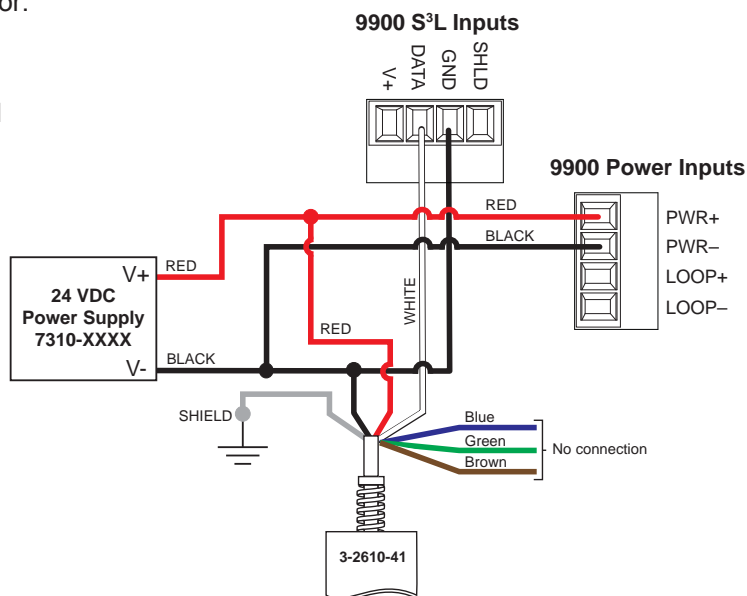 or.
9900 S³L Inputs
V+
DATA
GND
SHLD
9900 Power Inputs
RED
PWR+
BLACK
PWR–
LOOP+
LOOP–
V+
RED
24 VDC
Power Supply
7310-XXXX
WHITE
RED
V-
BLACK
SHIELD
Blue
Green
No connection
Brown
3-2610-41